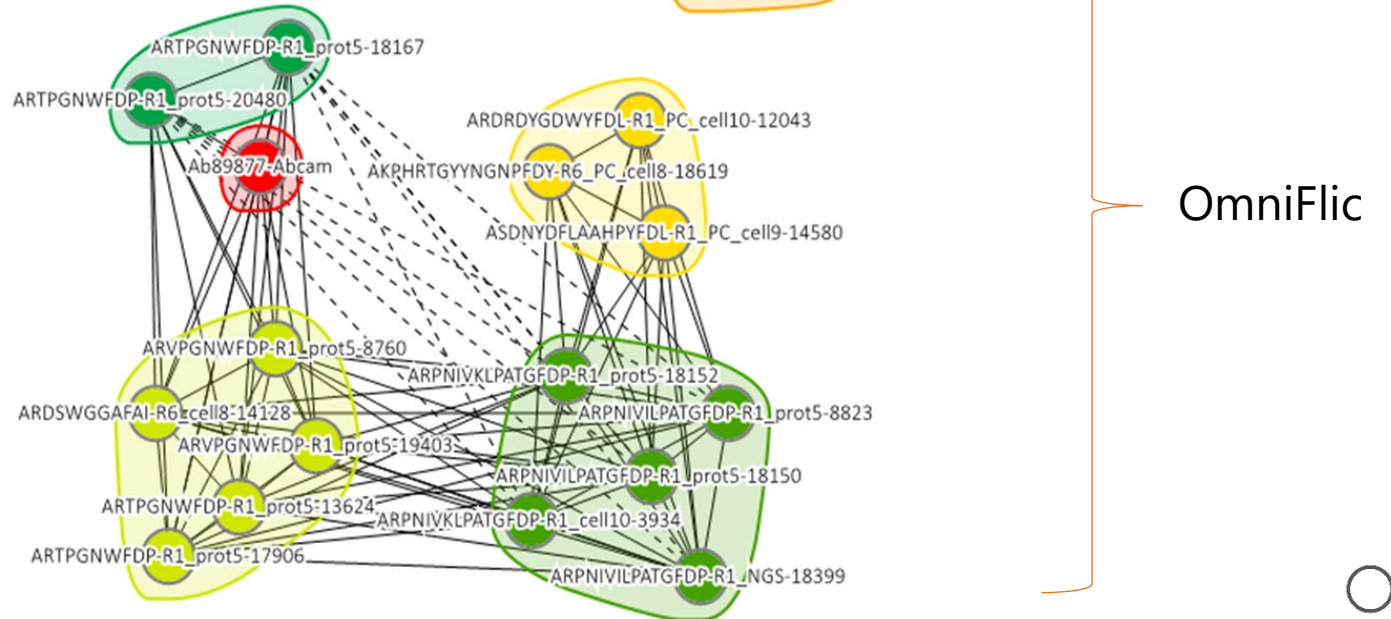 ARTPGNWFDP-R1_prot5-18167
ARTPGNWFDP-R1_prot5-20480
Ab89877-Abcam
ARDRDYGDWYFDL-R1_PC_cell10-12043
AKPHRTGYYNGNPFDY-R6_PC_cell8-18619
ASDNYDFLAAHPYFDL-R1_PC_cell9-14580
OmniFlic
ARVPGNWFDP-R1_prot5-8760
ARPNIVKLPATGFDP-R1_prot5-18152
ARDSWGGAFAI-R6_cell8-14128
ARPNIVILPATGFDP-R1_prot5-8823
ARVPGNWFDP-R1_prot5-19403
ARPNIVILPATGFDP-R1_prot5-18150
ARTPGNWFDP-R1_prot5-13624
ARPNIVKLPATGFDP-R1_cell10-3934
ARTPGNWFDP-R1_prot5-17906
ARPNIVILPATGFDP-R1_NGS-18399